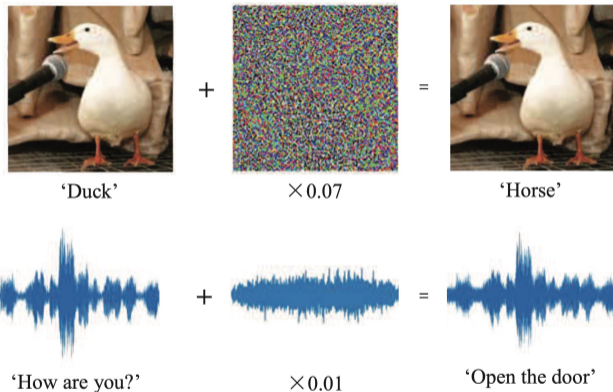 +
=
‘Duck’
×0.07
‘Horse’
+
=
‘How are you?’
×0.01
‘Open the door’